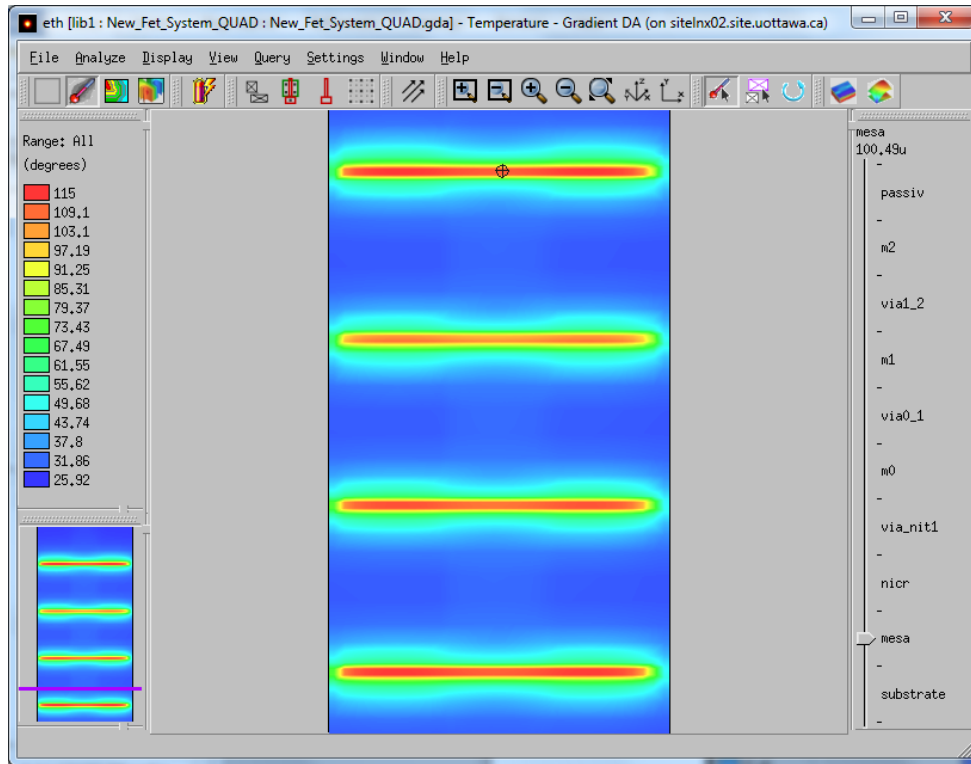 eth [lib1 : New_Fet_System_QUAD : New_Fet_System_QUAD.gda] - Temperature - Gradient DA (on sitelnx02.site.uottawa.ca)
File Analyze Display View Query Settings Window Help
Range: All
(degrees)
115
109.1
103.1
97.19
91.25
85.31
79.37
73.43
67.49
61.55
55.62
49.68
43.74
37.8
31.86
25.92
mesa
100.49u
passiv
m2
via1_2
m1
via0_1
m0
via_nit1
nicr
mesa
substrate